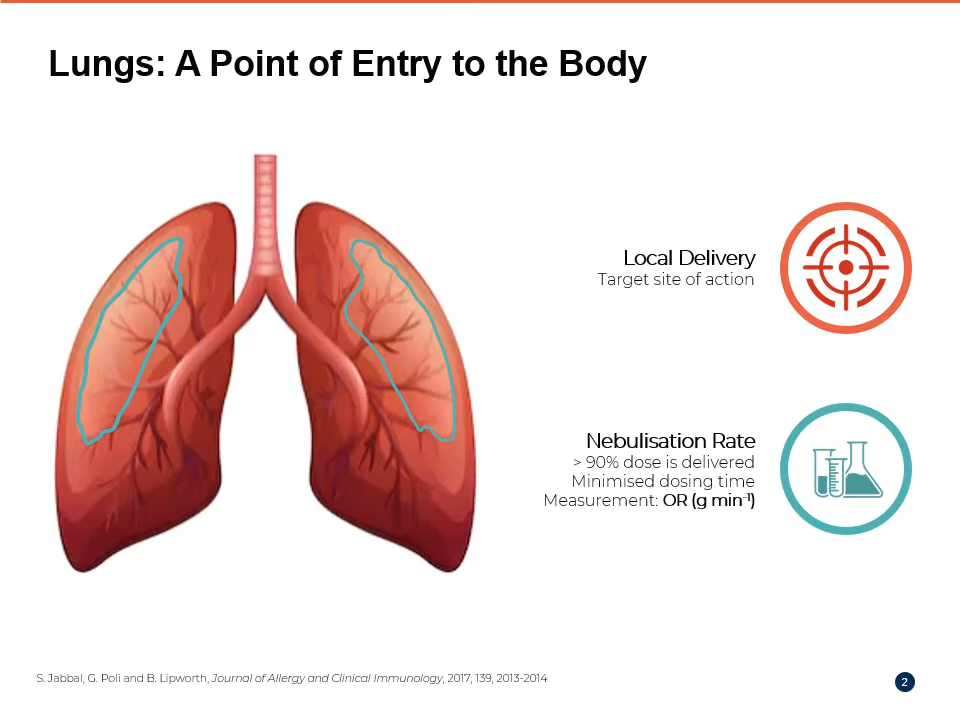 Lungs: A Point of Entry to the Body
Local Delivery
Target site of action
Nebulisation Rate
> 90% dose is delivered
Minimised dosing time
Measurement: OR (g min⁻¹)
S. Jabbal, G. Poli and B. Lipworth, Journal of Allergy and Clinical Immunology, 2017, 139, 2013-2014
2